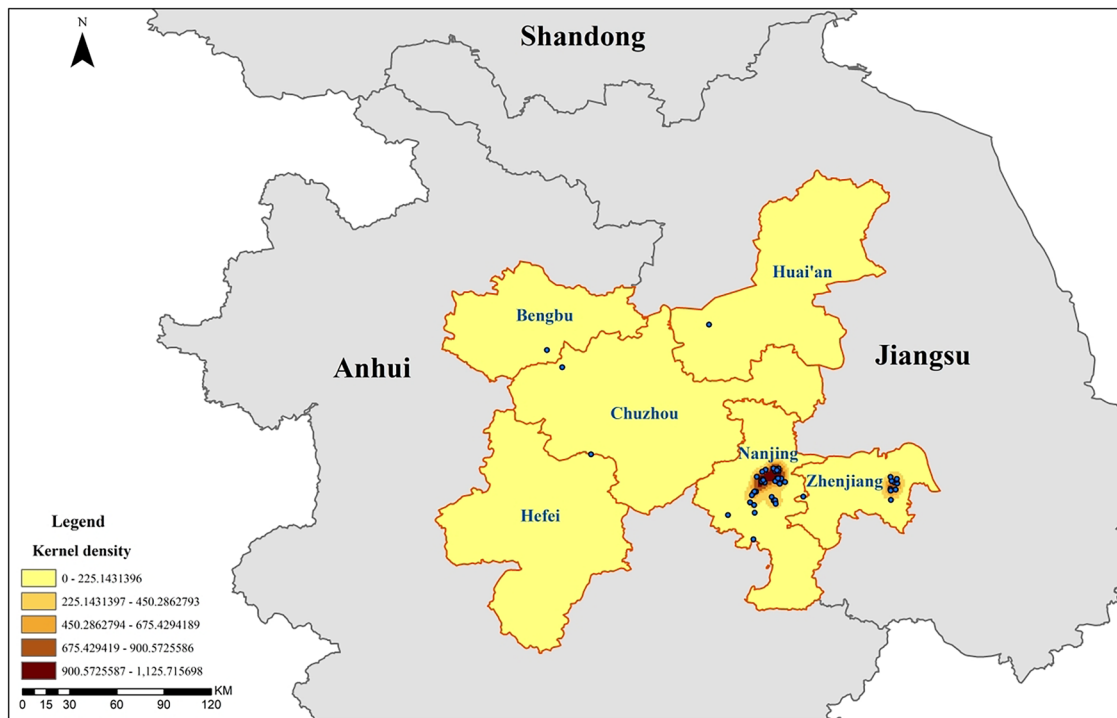 N
Shandong
Huai'an
Bengbu
Jiangsu
Anhui
Chuzhou
Nanjing
Zhenjiang
Hefei
Legend
Kernel density
0 - 225.1431396
225.1431397 - 450.2862793
450.2862794 - 675.4294189
675.429419 - 900.5725586
900.5725587 - 1,125.715698
KM
0 15 30 60 90 120